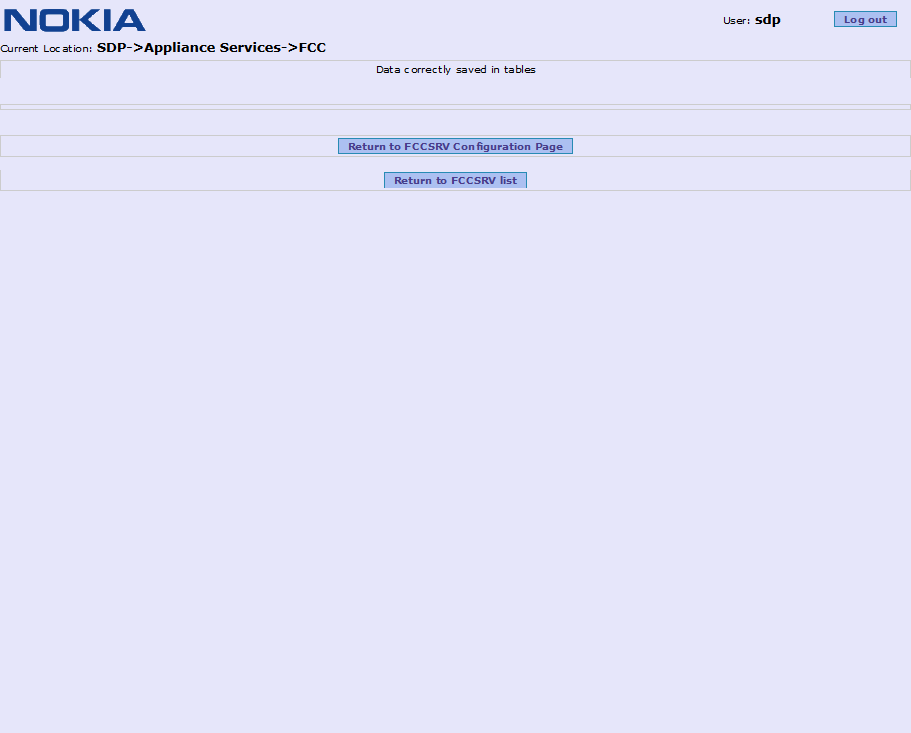 NOKIA
User: sdp
Log out
Current Location: SDP->Appliance Services->FCC
Data correctly saved in tables
Return to FCCSRV Configuration Page
Return to FCCSRV list